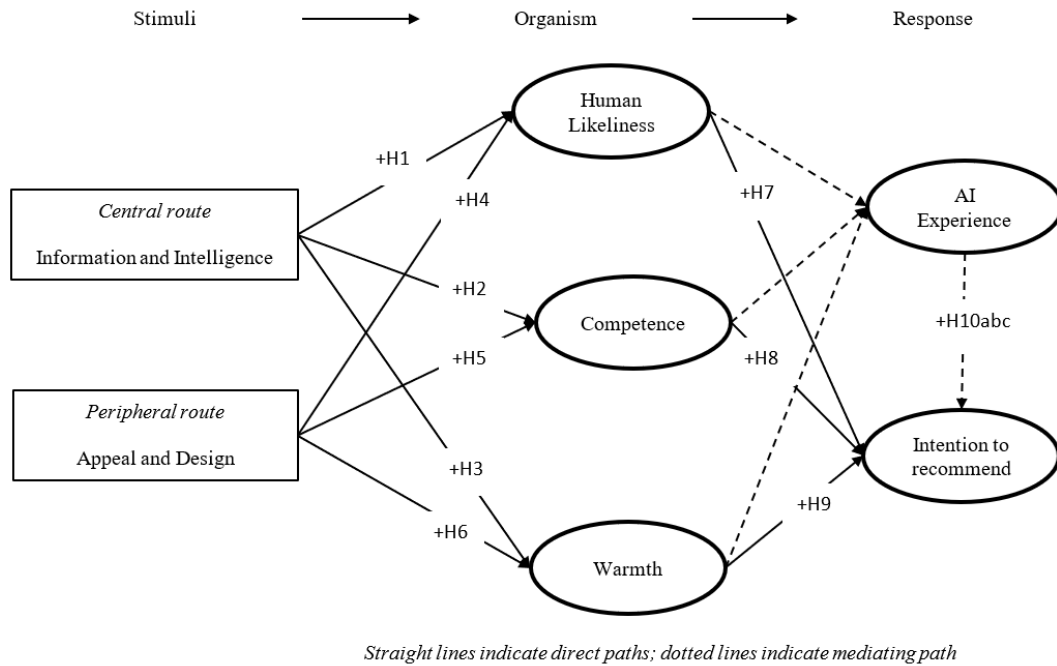 Stimuli
Organism
Response
Human
Likeliness
+H1
+H4
+H7
AI
Experience
Central route
Information and Intelligence
+H2
Competence
+H10abc
+H5
+H8
Peripheral route
Appeal and Design
Intention to
recommend
+H3
+H9
+H6
Warmth
Straight lines indicate direct paths; dotted lines indicate mediating path